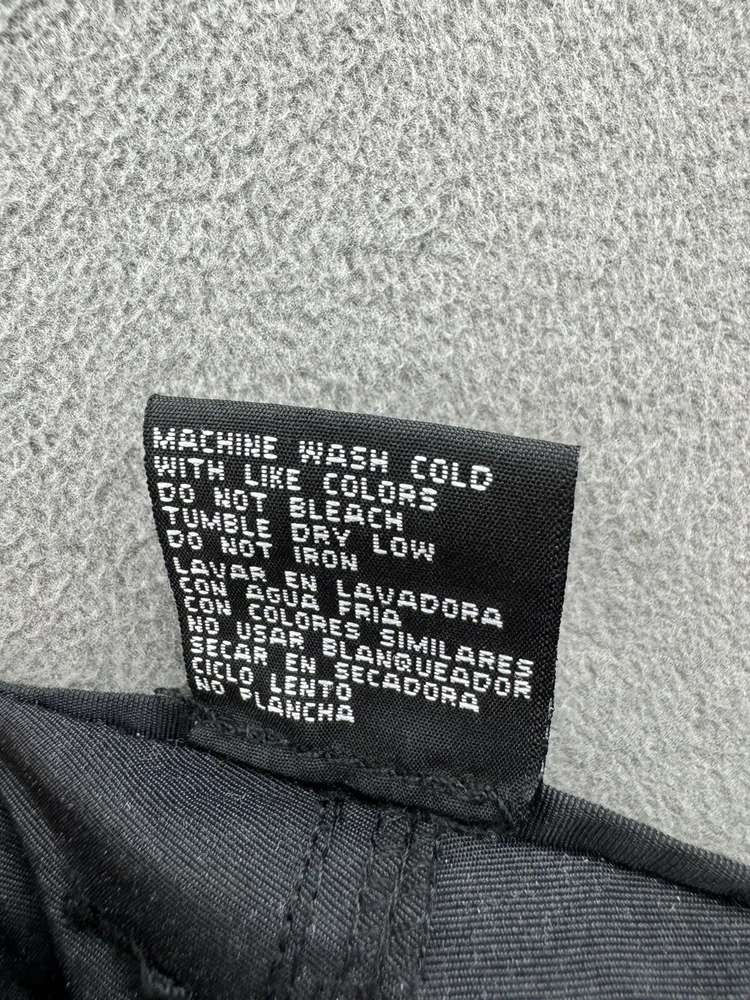 MACHINE WASH COLD
WITH LIKE COLORS
DO NOT BLEACH
TUMBLE DRY LOW
DO NOT IRON
LAVAR EN LAVADORA
CON AGUA FRIA
CON COLORES SIMILARES
NO USAR BLANQUEADOR
SECAR EN SECADORA
CICLO LENTO
NO PLANCHA